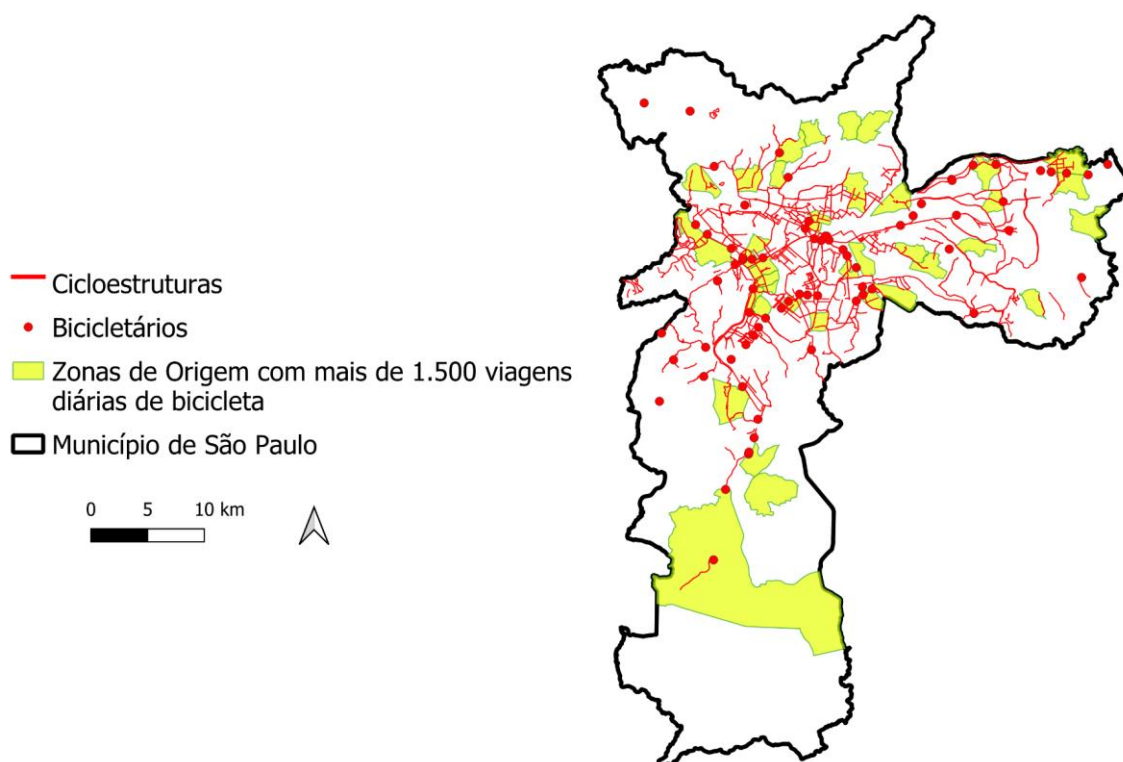 Cicloestruturas
Bicicletários
Zonas de Origem com mais de 1.500 viagens
diárias de bicicleta
Município de São Paulo
0 5 10 km